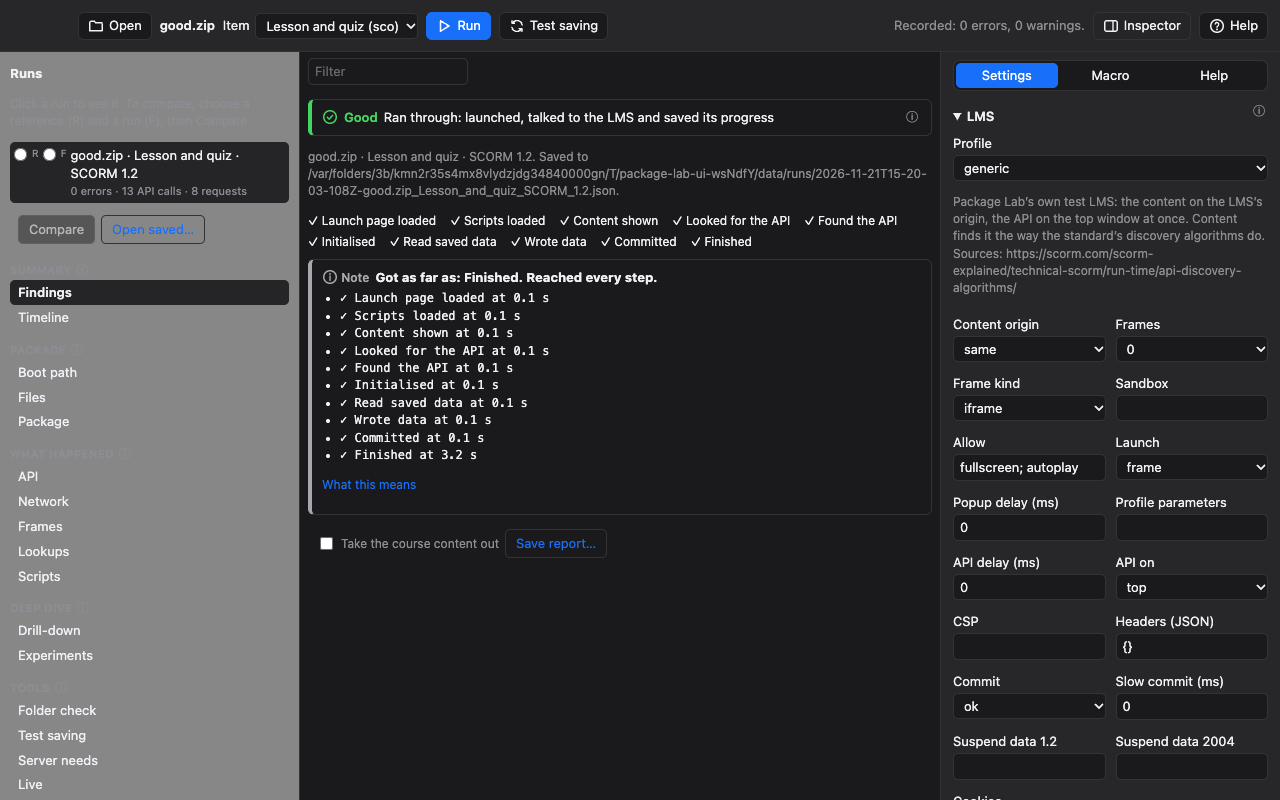 Open
good.zip Item
Lesson and quiz (sco)
Run
Test saving
Recorded: 0 errors, 0 warnings.
Inspector
Help
Runs
Click a run to see it. To compare, choose a
reference (R) and a run (F), then Compare.
R F good.zip · Lesson and quiz ·
SCORM 1.2
0 errors · 13 API calls · 8 requests
Compare
Open saved...
SUMMARY
Findings
Timeline
PACKAGE
Boot path
Files
Package
WHAT HAPPENED
API
Network
Frames
Lookups
Scripts
DEEP DIVE
Drill-down
Experiments
TOOLS
Folder check
Test saving
Server needs
Live
Filter
Good Ran through: launched, talked to the LMS and saved its progress
good.zip · Lesson and quiz · SCORM 1.2. Saved to
/var/folders/3b/kmn2r35s4mx8vlydzjdg34840000gn/T/package-lab-ui-wsNdfY/data/runs/2026-11-21T15-20-
03-108Z-good.zip_Lesson_and_quiz_SCORM_1.2.json.
✓ Launch page loaded ✓ Scripts loaded ✓ Content shown ✓ Looked for the API ✓ Found the API
✓ Initialised ✓ Read saved data ✓ Wrote data ✓ Committed ✓ Finished
Note Got as far as: Finished. Reached every step.
• ✓ Launch page loaded at 0.1 s
• ✓ Scripts loaded at 0.1 s
• ✓ Content shown at 0.1 s
• ✓ Looked for the API at 0.1 s
• ✓ Found the API at 0.1 s
• ✓ Initialised at 0.1 s
• ✓ Read saved data at 0.1 s
• ✓ Wrote data at 0.1 s
• ✓ Committed at 0.1 s
• ✓ Finished at 3.2 s
What this means
Take the course content out
Save report...
Settings
Macro
Help
▼ LMS
Profile
generic
Package Lab's own test LMS: the content on the LMS's
origin, the API on the top window at once. Content
finds it the way the standard's discovery algorithms do.
Sources: https://scorm.com/scorm-
explained/technical-scorm/run-time/api-discovery-
algorithms/
Content origin Frames
same 0
Frame kind Sandbox
iframe
Allow Launch
fullscreen; autoplay frame
Popup delay (ms) Profile parameters
0
API delay (ms) API on
0 top
CSP Headers (JSON)
{}
Commit Slow commit (ms)
ok 0
Suspend data 1.2 Suspend data 2004